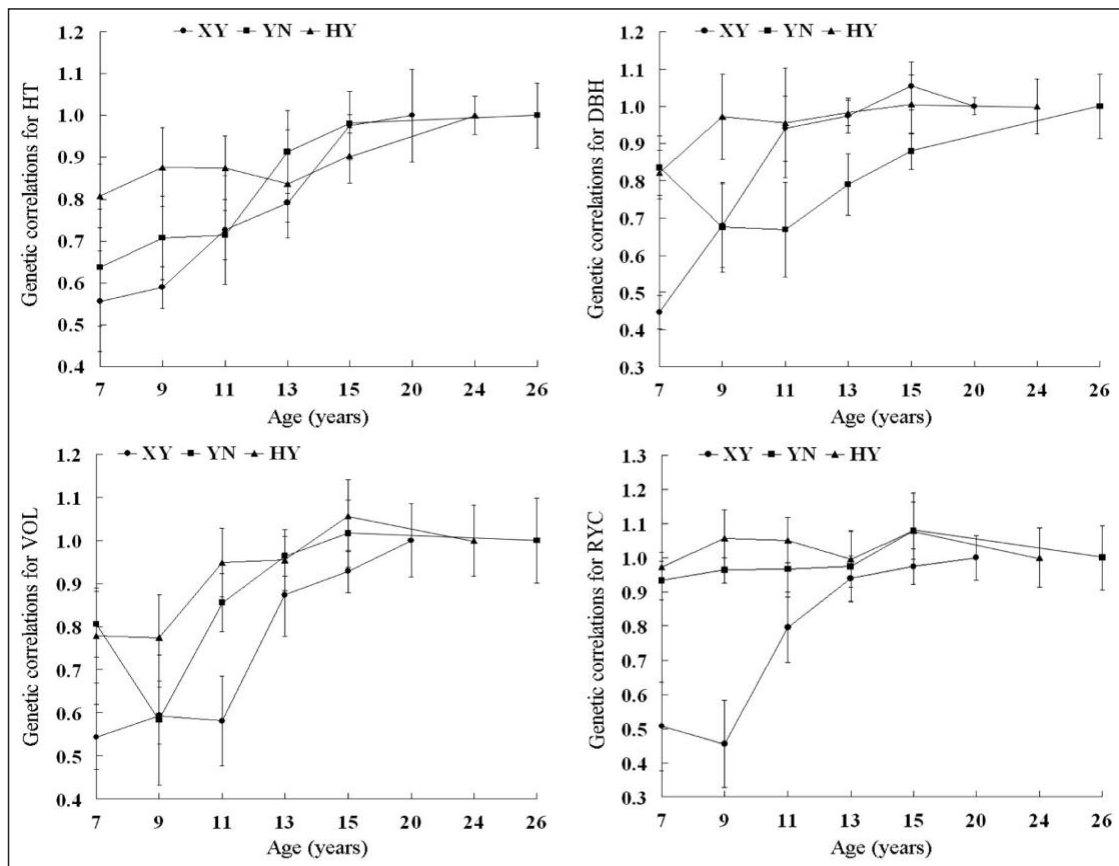 XY YN HY
Genetic correlations for HT
1.2
1.1
1.0
0.9
0.8
0.7
0.6
0.5
0.4
7 9 11 13 15 20 24 26
Age (years)
XY YN HY
Genetic correlations for DBH
1.2
1.1
1.0
0.9
0.8
0.7
0.6
0.5
0.4
0.3
7 9 11 13 15 20 24 26
Age (years)
XY YN HY
Genetic correlations for VOL
1.2
1.1
1.0
0.9
0.8
0.7
0.6
0.5
0.4
7 9 11 13 15 20 24 26
Age (years)
XY YN HY
Genetic correlations for RYC
1.3
1.2
1.1
1.0
0.9
0.8
0.7
0.6
0.5
0.4
0.3
7 9 11 13 15 20 24 26
Age (years)